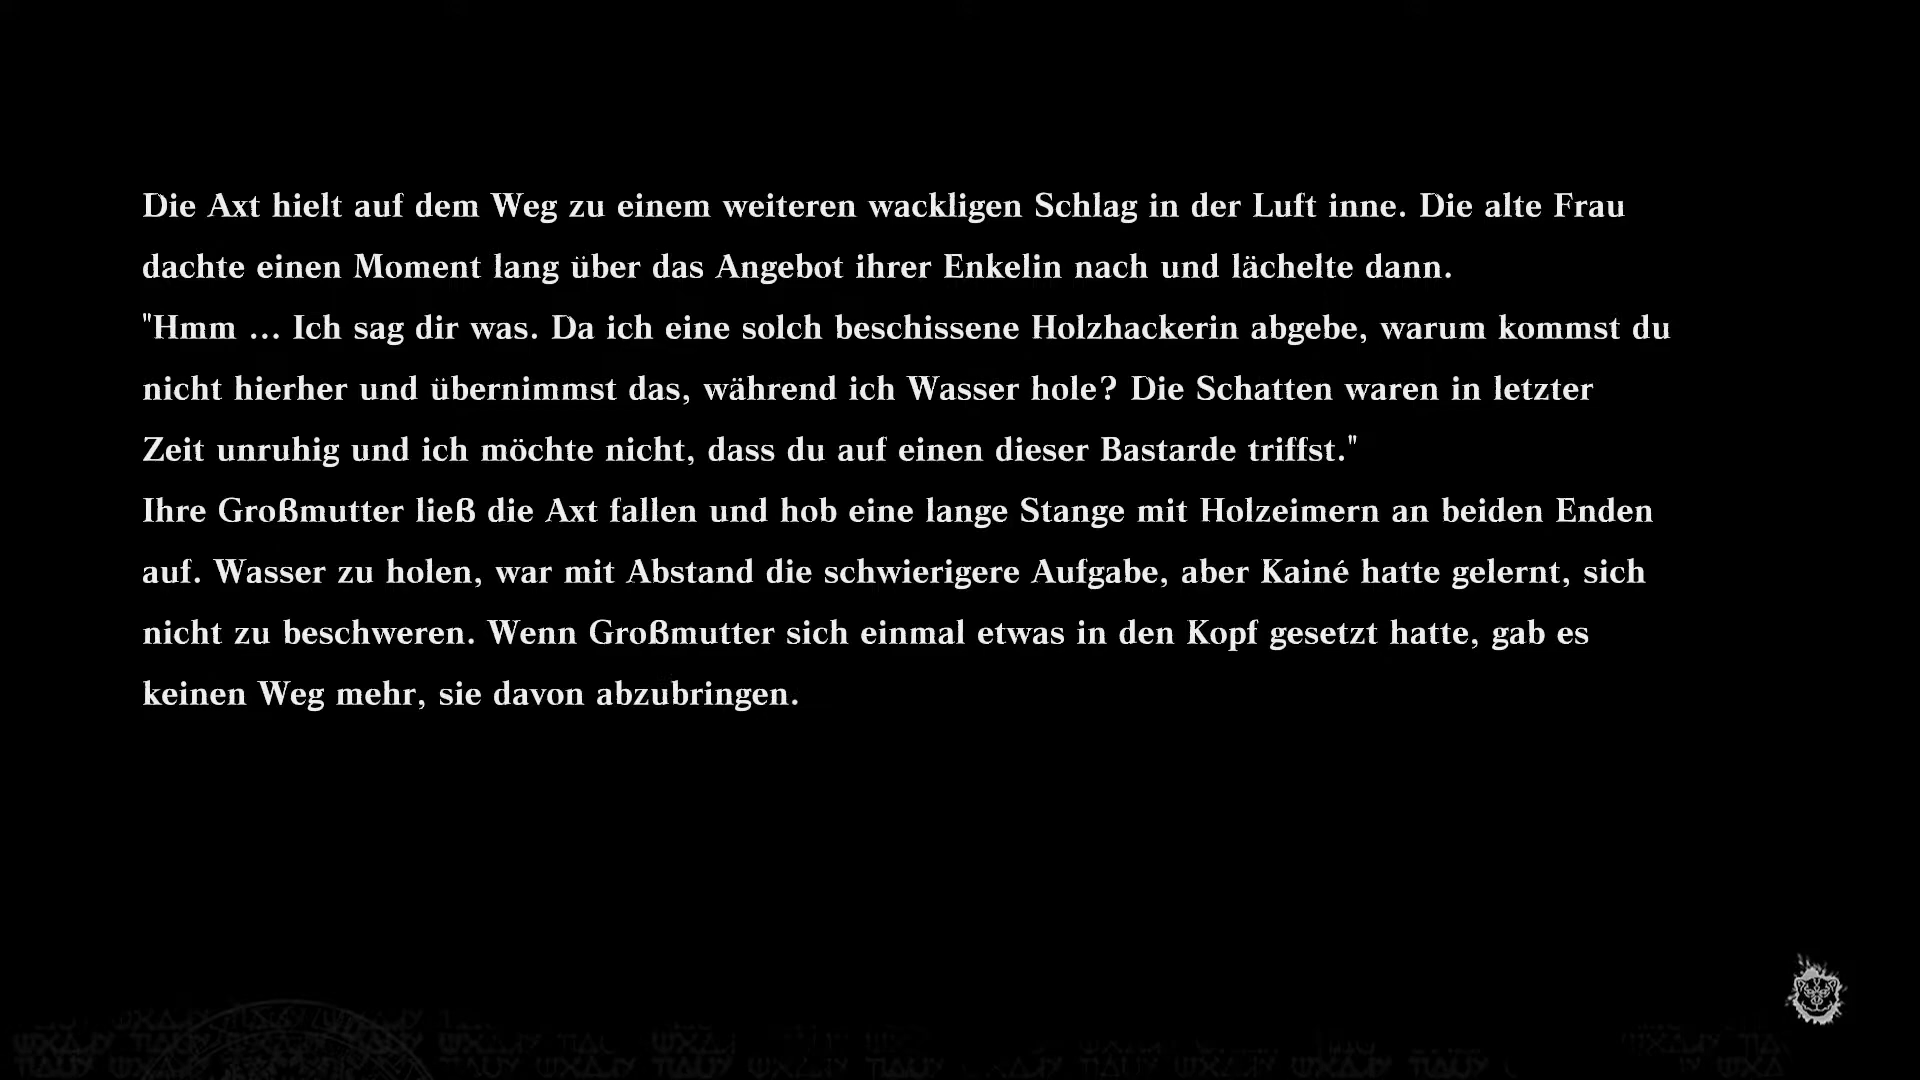 Die Axt hielt auf dem Weg zu einem weiteren wackligen Schlag in der Luft inne. Die alte Frau
dachte einen Moment lang über das Angebot ihrer Enkelin nach und lächelte dann.
"Hmm ... Ich sag dir was. Da ich eine solch beschissene Holzhackerin abgebe, warum kommst du
nicht hierher und übernimmst das, während ich Wasser hole? Die Schatten waren in letzter
Zeit unruhig und ich möchte nicht, dass du auf einen dieser Bastarde triffst."
Ihre Großmutter ließ die Axt fallen und hob eine lange Stange mit Holzeimern an beiden Enden
auf. Wasser zu holen, war mit Abstand die schwierigere Aufgabe, aber Kainé hatte gelernt, sich
nicht zu beschweren. Wenn Großmutter sich einmal etwas in den Kopf gesetzt hatte, gab es
keinen Weg mehr, sie davon abzubringen.